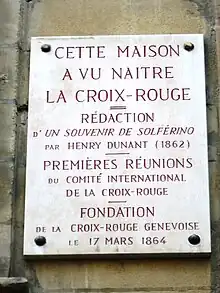 CETTE MAISON
A VU NAITRE
LA CROIX-ROUGE
RÉDACTION
D'UN SOUVENIR DE SOLFÉRINO
PAR HENRY DUNANT (1862)
PREMIÈRES RÉUNIONS
DU COMITÉ INTERNATIONAL
DE LA CROIX-ROUGE
FONDATION
DE LA CROIX-ROUGE GENEVOISE
LE 17 MARS 1864